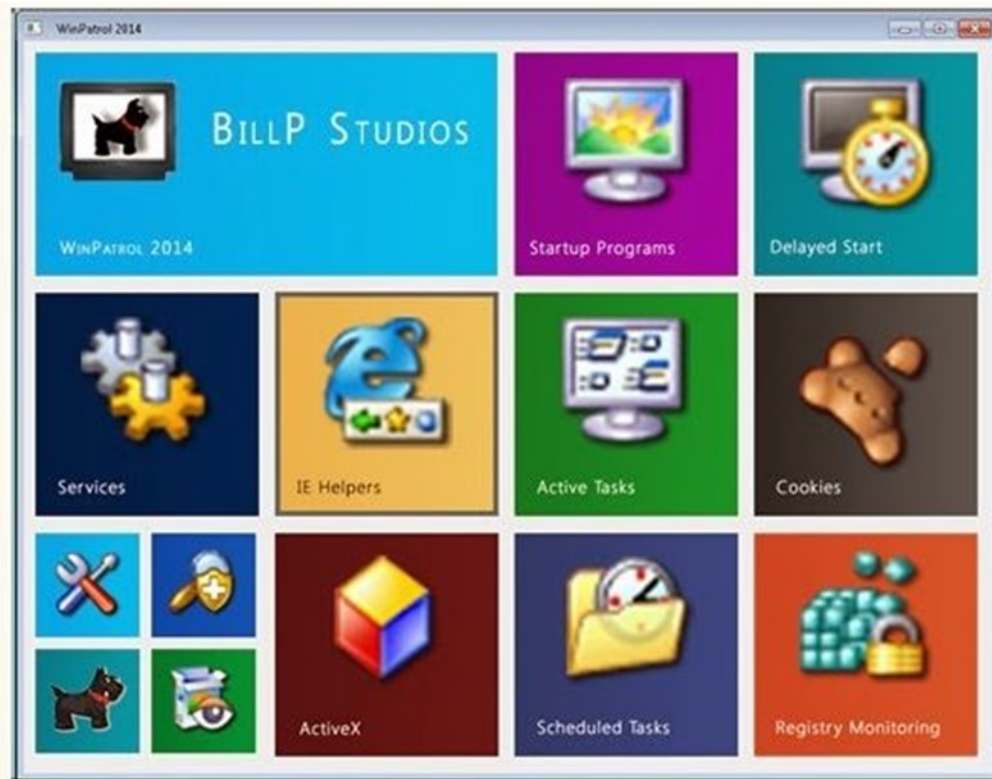 WinPatrol 2014
BILLP STUDIOS
WINPATROL 2014
Startup Programs
Delayed Start
Services
IE Helpers
Active Tasks
Cookies
ActiveX
Scheduled Tasks
Registry Monitoring